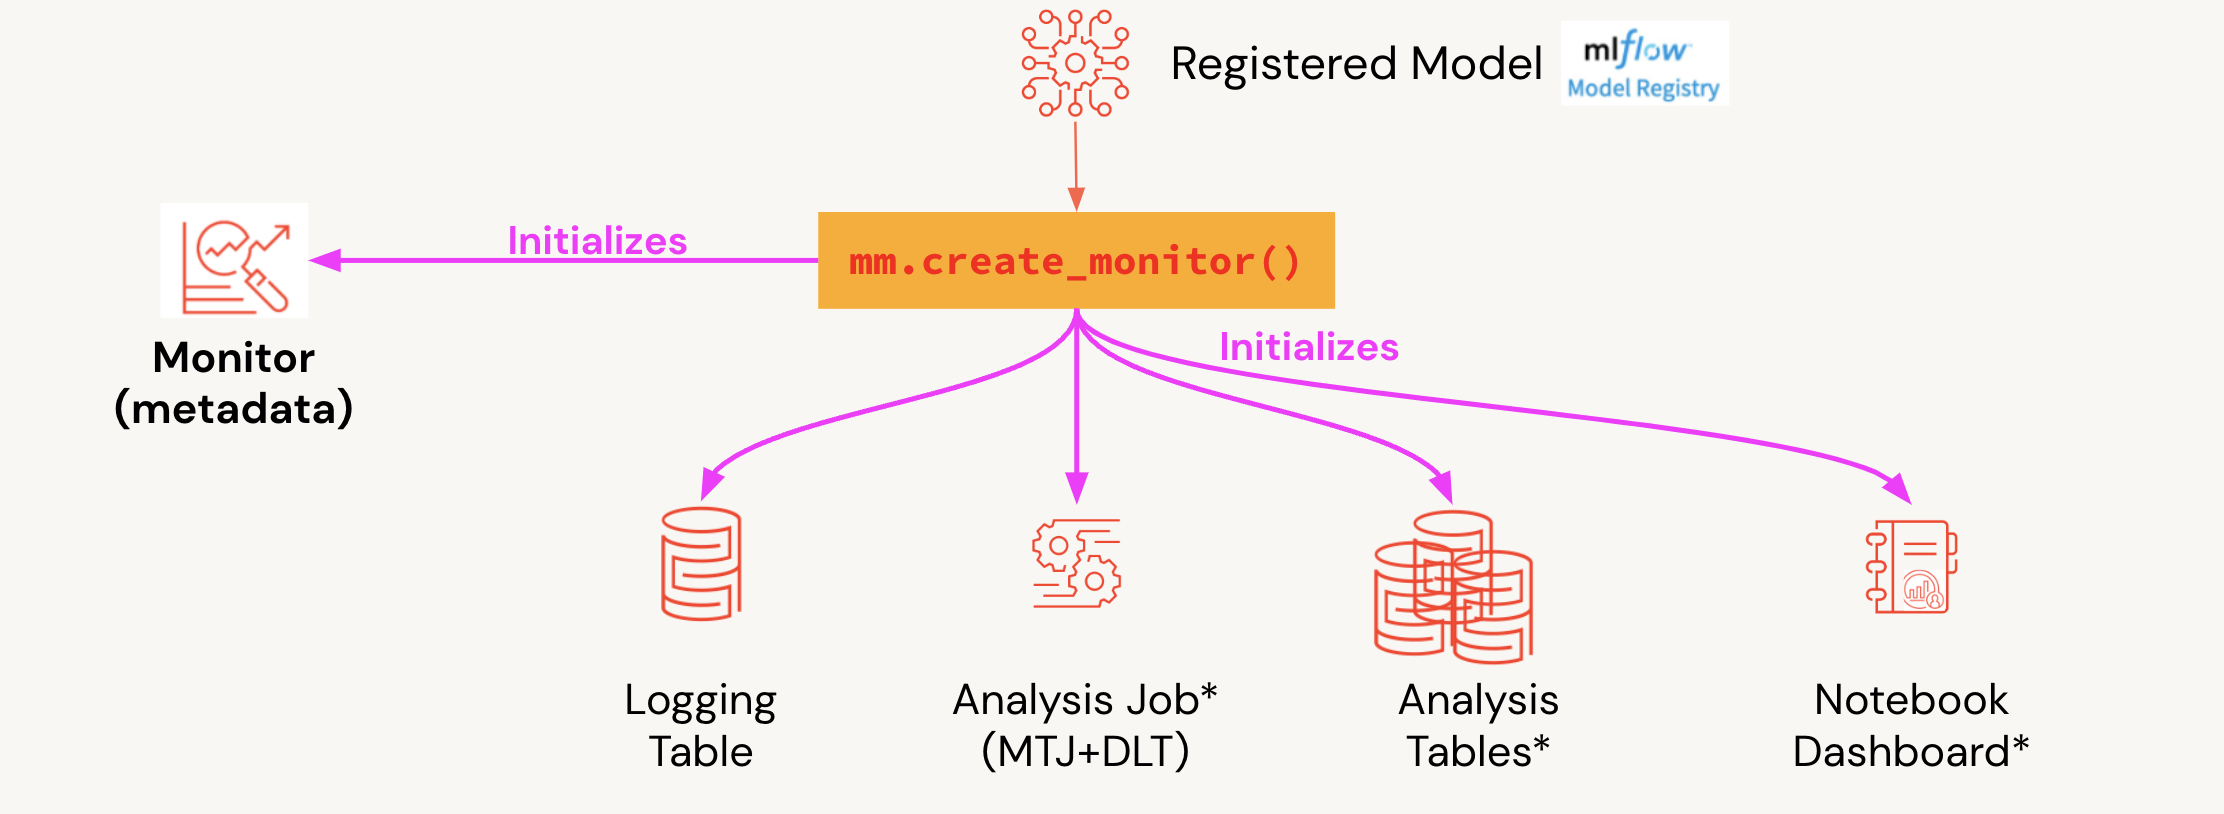 Registered Model
mlflow
Model Registry
Initializes
mm.create_monitor()
Monitor
(metadata)
Initializes
Logging
Table
Analysis Job*
(MTJ+DLT)
Analysis
Tables*
Notebook
Dashboard*